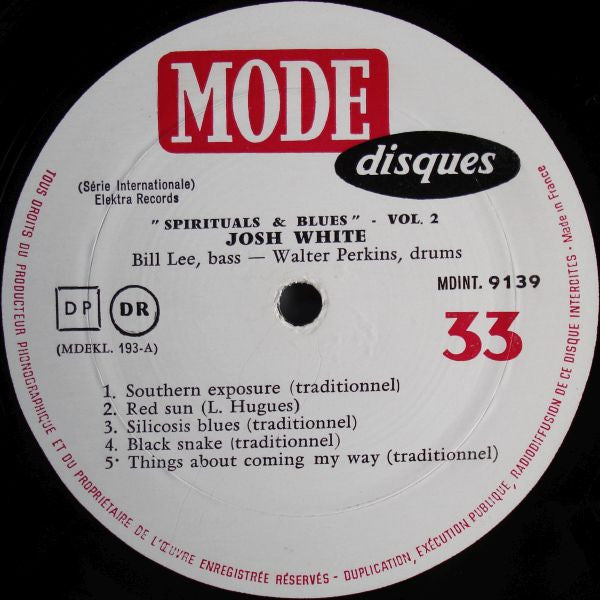 MODE
disques
(Série Internationale)
Elektra Records
" SPIRITUALS & BLUES " - VOL. 2
JOSH WHITE
Bill Lee, bass — Walter Perkins, drums
MDINT. 9139
DP DR
33
(MDEKL. 193-A)
1. Southern exposure (traditionnel)
2. Red sun (L. Hugues)
3. Silicosis blues (traditionnel)
4. Black snake (traditionnel)
5· Things about coming my way (traditionnel)
TOUS DROITS DU PRODUCTEUR PHONOGRAPHIQUE ET DU PROPRIÉTAIRE DE L'ŒUVRE ENREGISTRÉE RÉSERVÉS - DUPLICATION, EXÉCUTION PUBLIQUE, RADIODIFFUSION DE CE DISQUE INTERDITES - Made in France